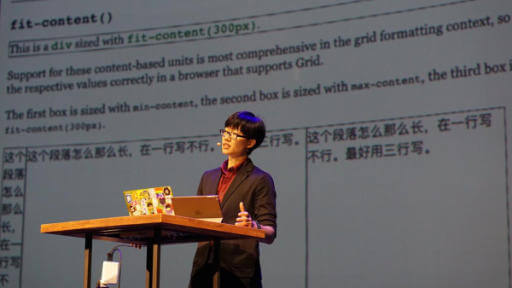 fit-content()
This is a div sized with fit-content(300px).
Support for these content-based units is most comprehensive in the grid formatting context, so
the respective values correctly in a browser that supports Grid.
The first box is sized with min-content, the second box is sized with max-content, the third box i
fit-content(300px).
这个
段落
怎么
那么
长，
在一
行写
不
这个段落怎么那么长，在一行写不行。
三行写。
这个段落怎么那么长，在一行写
不行。最好用三行写。